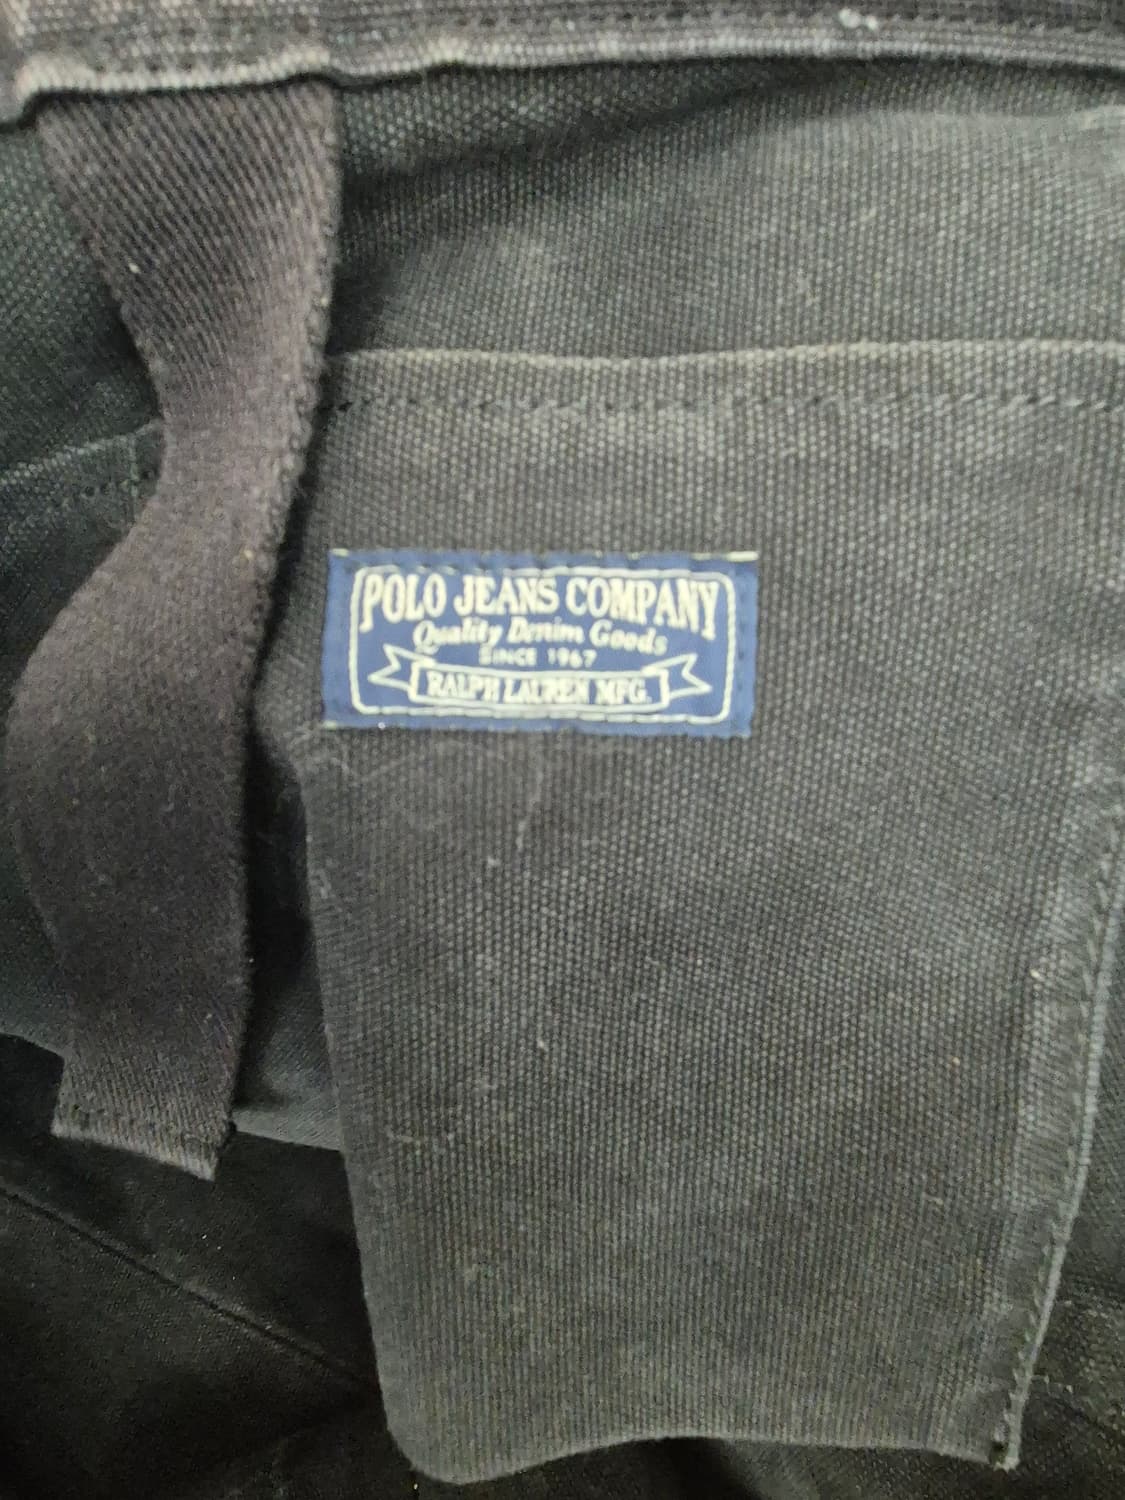 POLO JEANS COMPANY
Quality Denim Goods
SINCE 1967
RALPH LAUREN MFG.